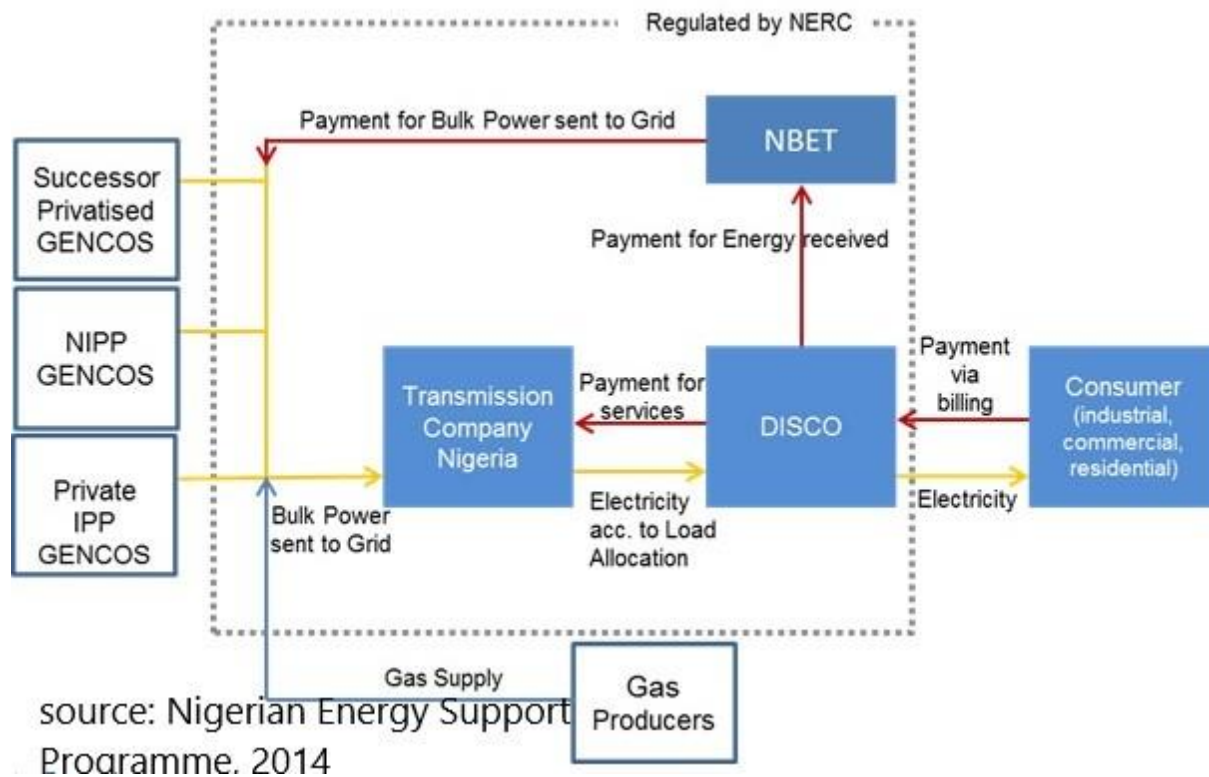 Regulated by NERC
Payment for Bulk Power sent to Grid
NBET
Successor
Privatised
GENCOS
Payment for Energy received
NIPP
GENCOS
Transmission
Company
Nigeria
Payment for
services
DISCO
Payment
via
billing
Consumer
(industrial,
commercial,
residential)
Private
IPP
GENCOS
Bulk Power
sent to Grid
Electricity
acc. to Load
Allocation
Electricity
Gas Supply
Gas
Producers
source: Nigerian Energy Support
Programme, 2014